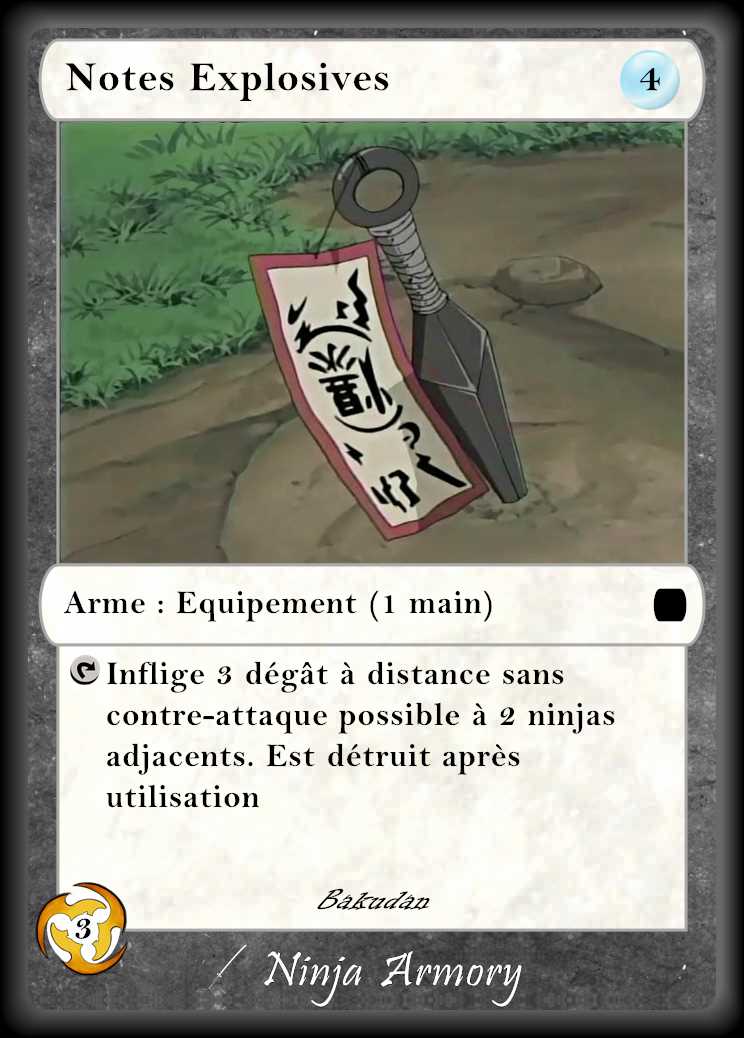 Notes Explosives
4
Arme : Equipement (1 main)
Inflige 3 dégât à distance sans
contre-attaque possible à 2 ninjas
adjacents. Est détruit après
utilisation
Bakudan
3
Ninja Armory